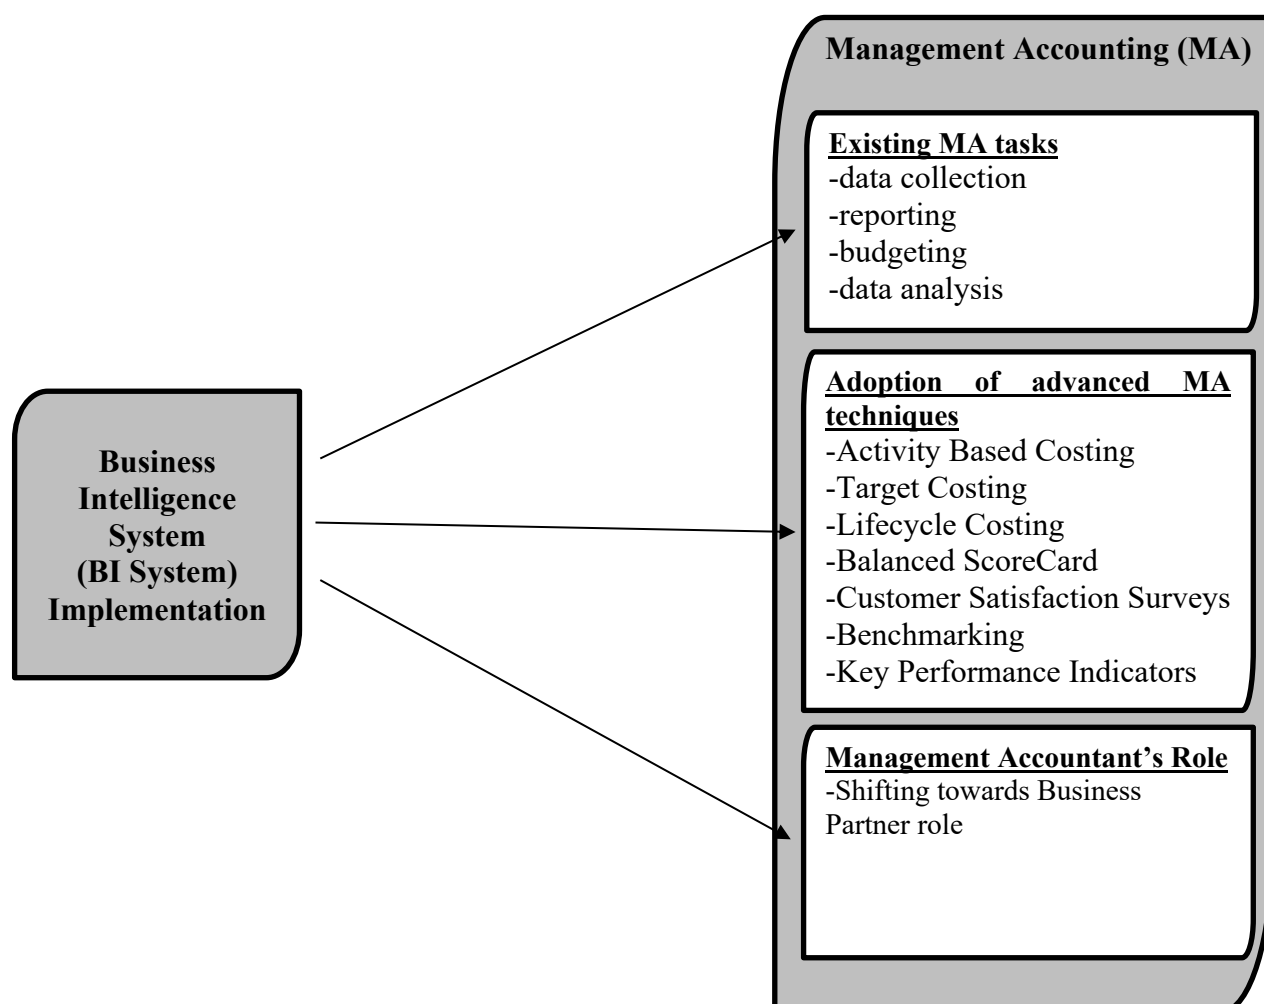 Management Accounting (MA)
Existing MA tasks
-data collection
-reporting
-budgeting
-data analysis
Business
Intelligence
System
(BI System)
Implementation
Adoption of advanced MA
techniques
-Activity Based Costing
-Target Costing
-Lifecycle Costing
-Balanced ScoreCard
-Customer Satisfaction Surveys
-Benchmarking
-Key Performance Indicators
Management Accountant’s Role
-Shifting towards Business
Partner role